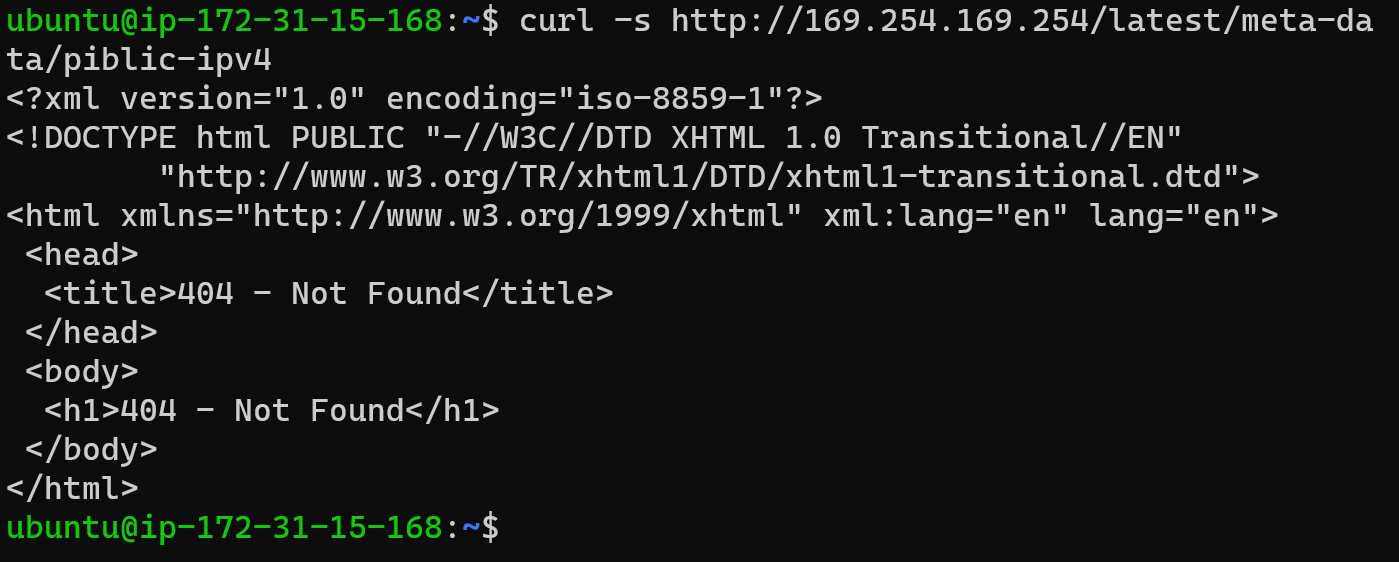 ubuntu@ip-172-31-15-168:~$ curl -s http://169.254.169.254/latest/meta-da
ta/piblic-ipv4
<?xml version="1.0" encoding="iso-8859-1"?>
<!DOCTYPE html PUBLIC "-//W3C//DTD XHTML 1.0 Transitional//EN"
        "http://www.w3.org/TR/xhtml1/DTD/xhtml1-transitional.dtd">
<html xmlns="http://www.w3.org/1999/xhtml" xml:lang="en" lang="en">
 <head>
  <title>404 - Not Found</title>
 </head>
 <body>
  <h1>404 - Not Found</h1>
 </body>
</html>
ubuntu@ip-172-31-15-168:~$